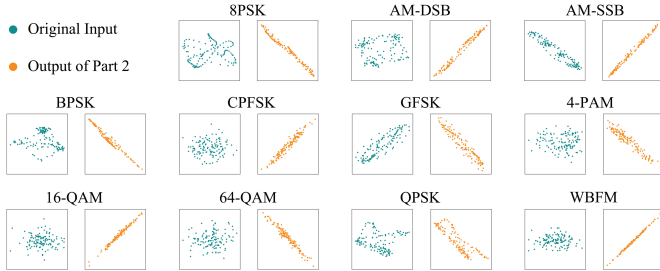 8PSK AM-DSB AM-SSB
Original Input
Output of Part 2
BPSK CPFSK GFSK 4-PAM
16-QAM 64-QAM QPSK WBFM